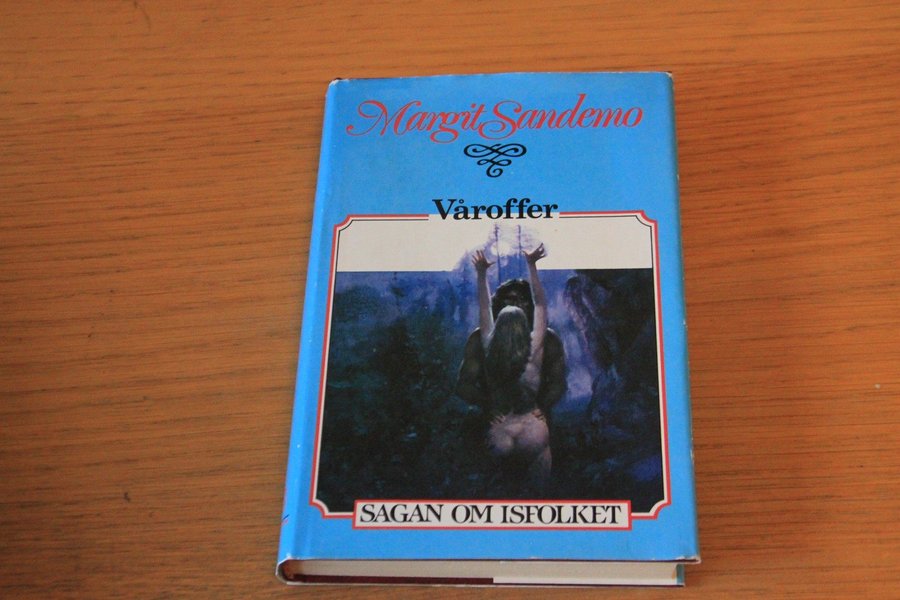 Margit Sandemo
Våroffer
SAGAN OM ISFOLKET